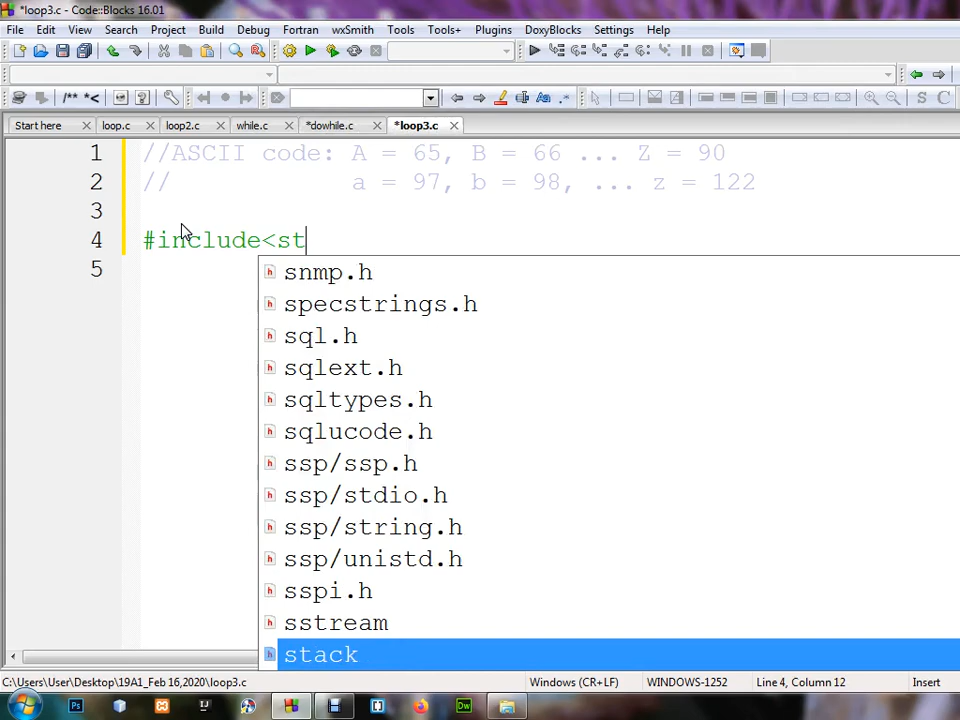 *loop3.c - Code::Blocks 16.01
File Edit View Search Project Build Debug Fortran wxSmith Tools Tools+ Plugins DoxyBlocks Settings Help
/** *<
S C
Start here loop.c loop2.c while.c *dowhile.c *loop3.c
1 //ASCII code: A = 65, B = 66 ... Z = 90
2 // a = 97, b = 98, ... z = 122
3
4 #include<st
5
snmp.h
specstrings.h
sql.h
sqlext.h
sqltypes.h
sqlucode.h
ssp/ssp.h
ssp/stdio.h
ssp/string.h
ssp/unistd.h
sspi.h
sstream
stack
C:\Users\User\Desktop\19A1_Feb 16,2020\loop3.c Windows (CR+LF) WINDOWS-1252 Line 4, Column 12 Insert
Ps IJ Dw